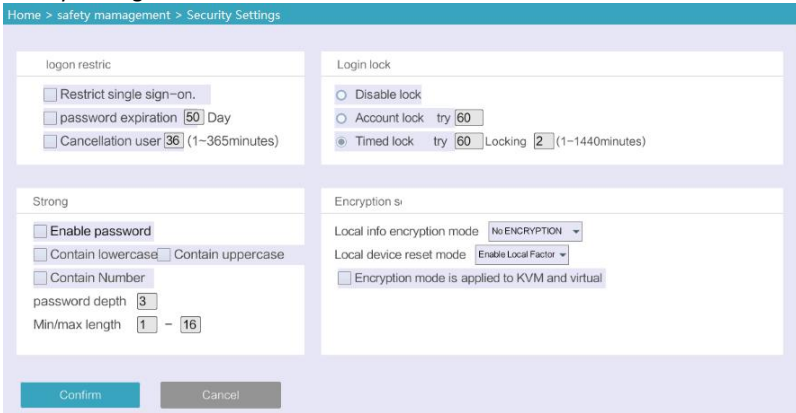 Home > safety mamagement > Security Settings
logon restric
Restrict single sign-on.
password expiration 50 Day
Cancellation user 36 (1~365minutes)
Login lock
Disable lock
Account lock try 60
Timed lock try 60 Locking 2 (1-1440minutes)
Strong
Enable password
Contain lowercase Contain uppercase
Contain Number
password depth 3
Min/max length 1 - 16
Encryption s
Local info encryption mode No ENCRYPTION
Local device reset mode Enable Local Factor
Encryption mode is applied to KVM and virtual
Confirm Cancel